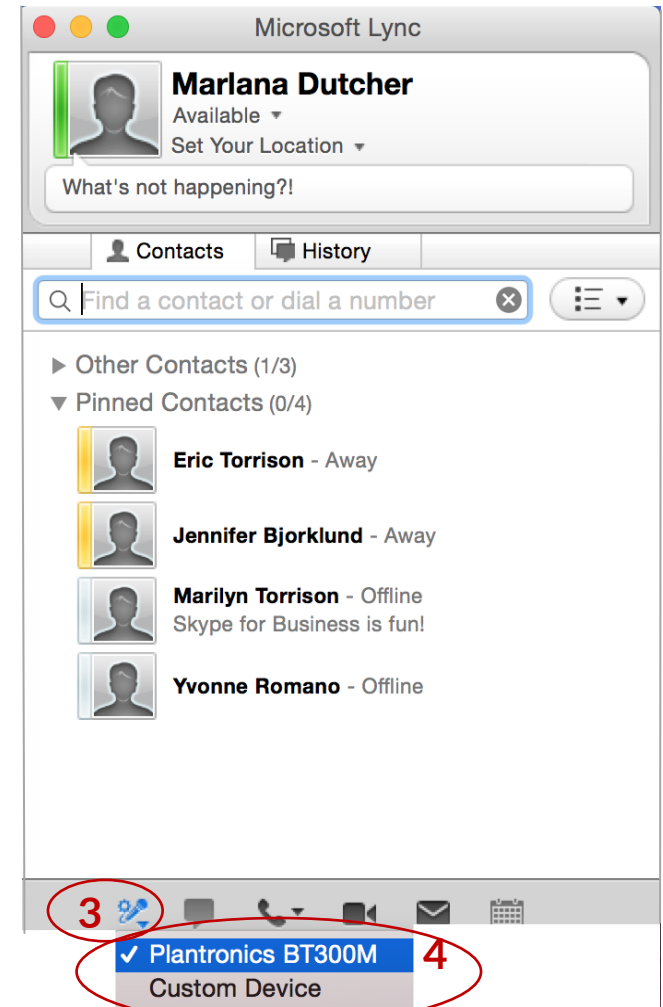 Microsoft Lync
Marlana Dutcher
Available
Set Your Location
What's not happening?!
Contacts
History
Find a contact or dial a number
Other Contacts (1/3)
Pinned Contacts (0/4)
Eric Torrison - Away
Jennifer Bjorklund - Away
Marilyn Torrison - Offline
Skype for Business is fun!
Yvonne Romano - Offline
3
✓ Plantronics BT300M 4
Custom Device